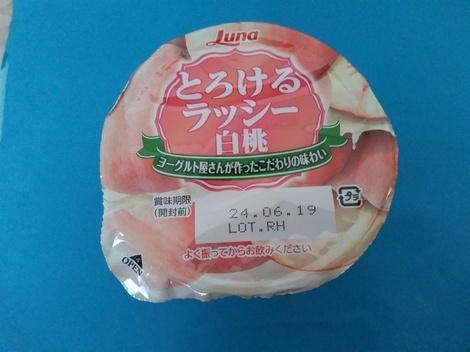 Luna
とろける
ラッシー
白桃
ヨーグルト屋さんが作ったこだわりの味わい
賞味期限
(開封前)
24.06.19
LOT.RH
プラ
よく振ってからお飲みください
OPEN